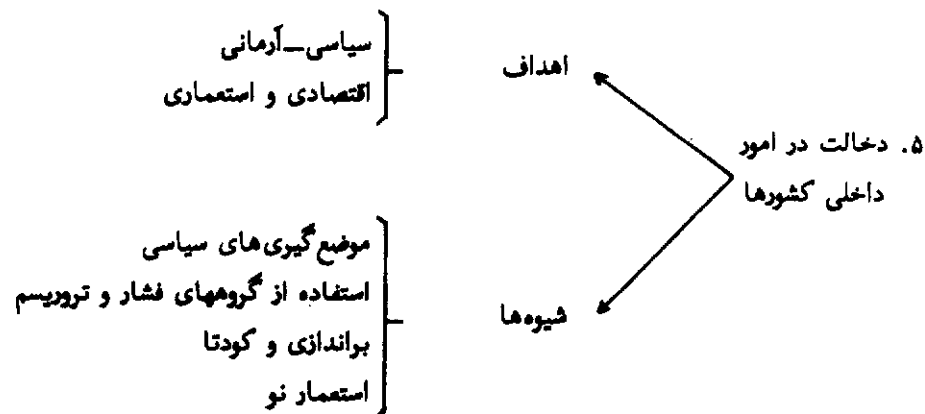 ۵. دخالت در امور
داخلی کشورها
اهداف
سیاسی_آرمانی
اقتصادی و استعماری
شیوه‌ها
موضع‌گیری‌های سیاسی
استفاده از گروههای فشار و تروریسم
براندازی و کودتا
استعمار نو